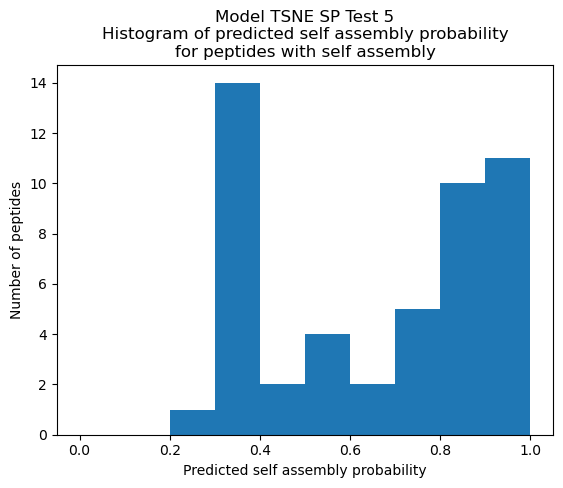 Model TSNE SP Test 5
Histogram of predicted self assembly probability
for peptides with self assembly
14
12
10
8
6
4
2
0
Number of peptides
0.0 0.2 0.4 0.6 0.8 1.0
Predicted self assembly probability